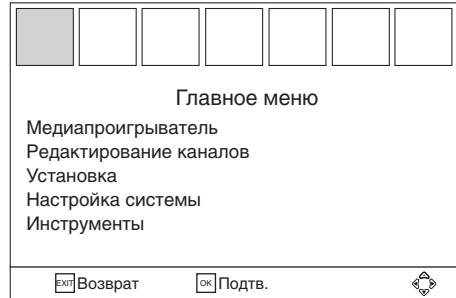 Главное меню
Медиапроигрыватель
Редактирование каналов
Установка
Настройка системы
Инструменты
EXIT Возврат OK Подтв.